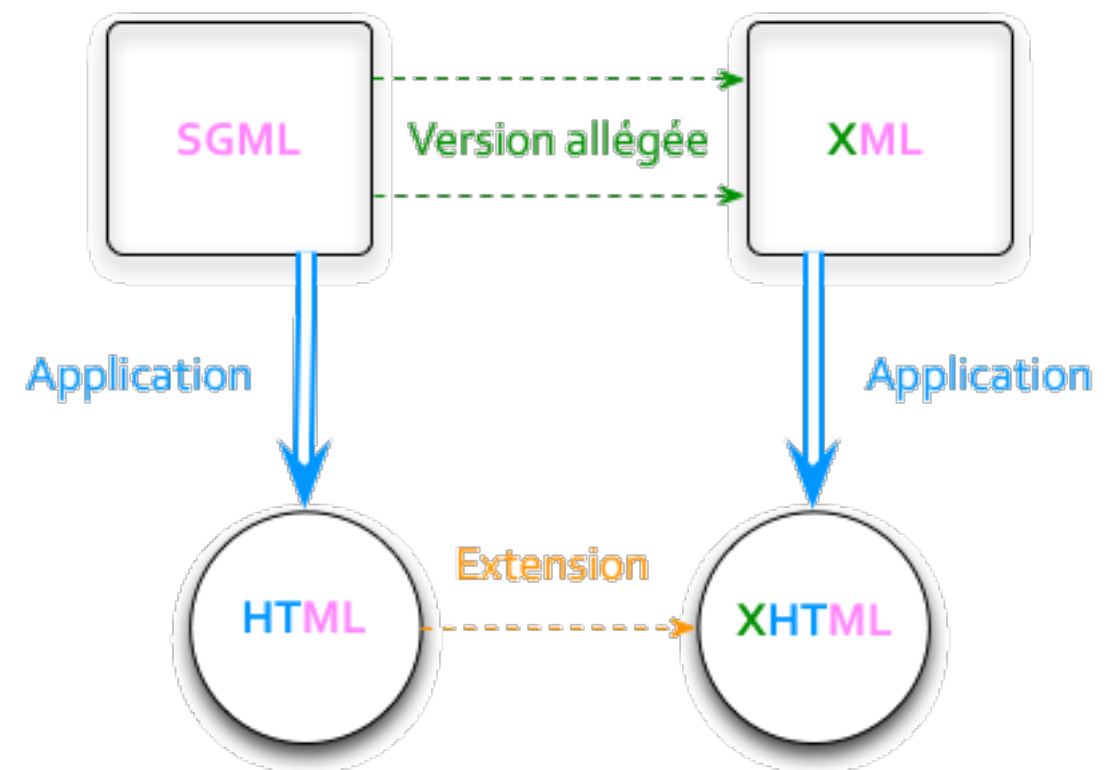 SGML
Version allégée
XML
Application
Application
Extension
HTML
XHTML